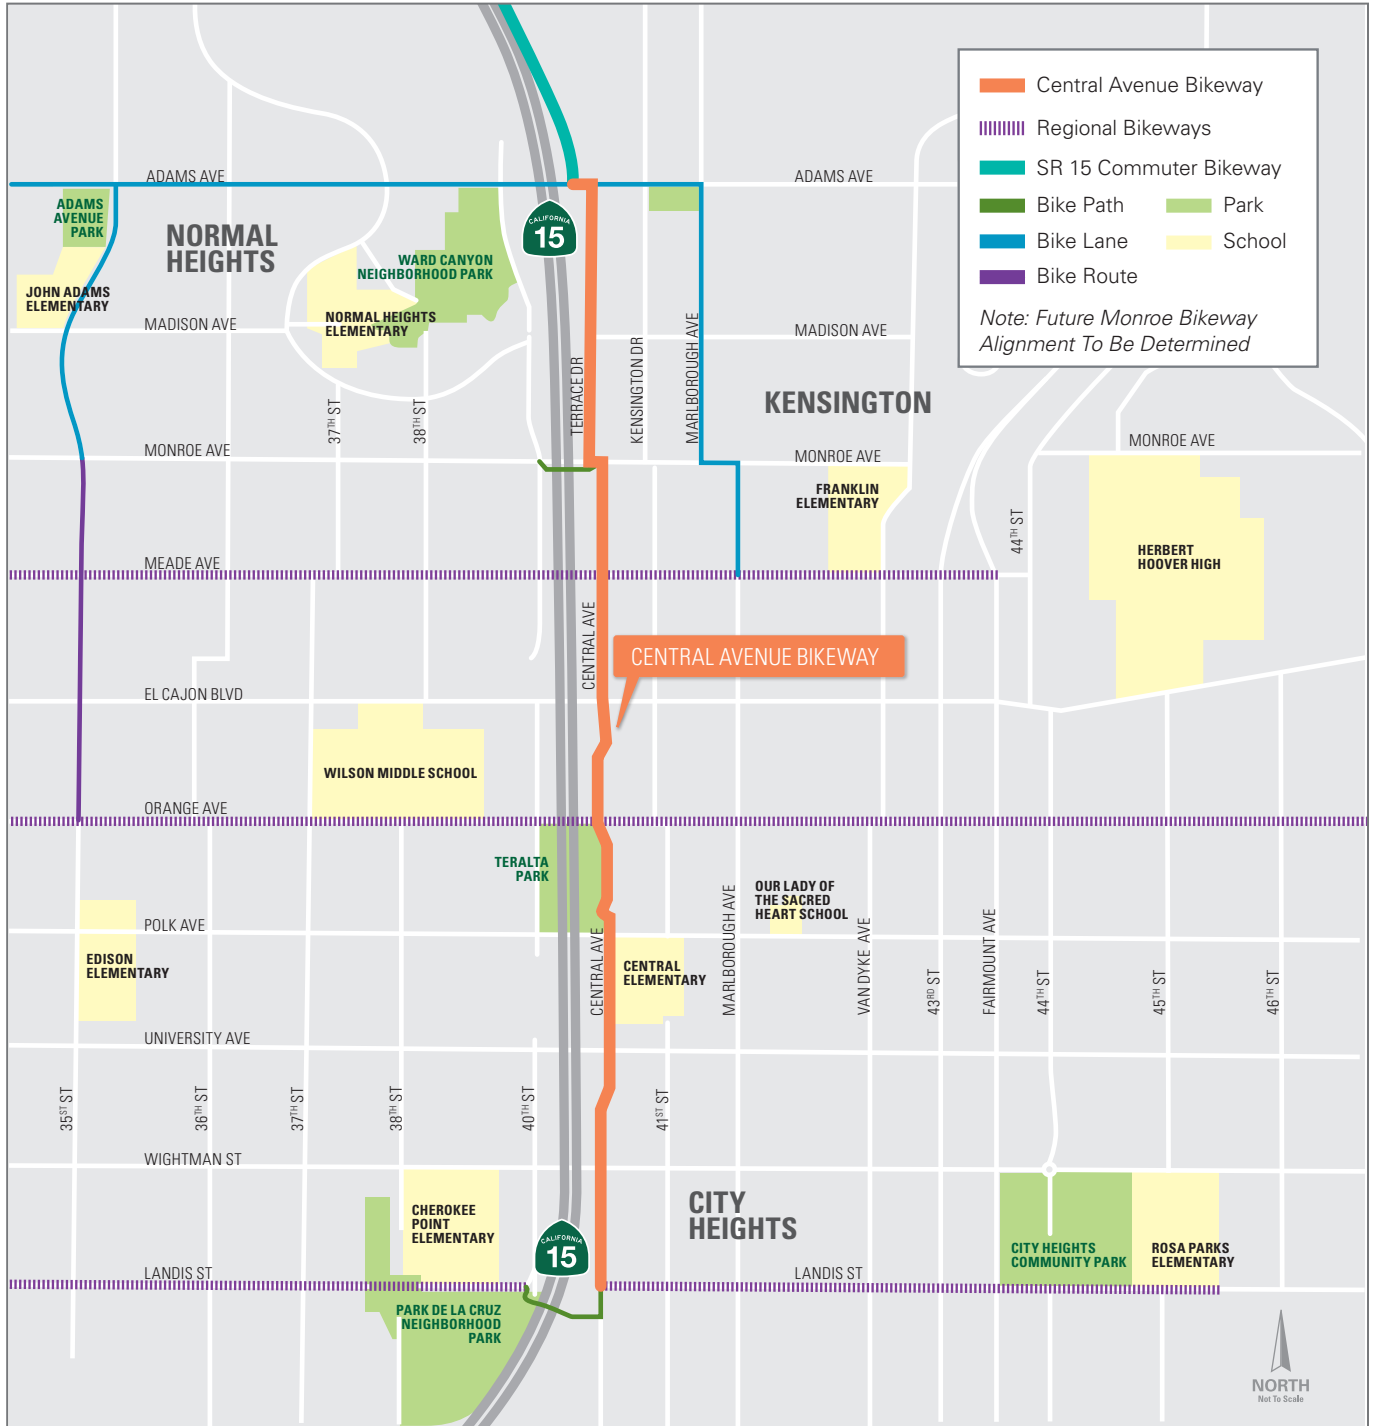 Central Avenue Bikeway
Regional Bikeways
SR 15 Commuter Bikeway
Bike Path
Park
Bike Lane
School
Bike Route
Note: Future Monroe Bikeway
Alignment To Be Determined
ADAMS AVE
ADAMS AVE
ADAMS
AVENUE
PARK
NORMAL
HEIGHTS
CALIFORNIA
15
WARD CANYON
NEIGHBORHOOD PARK
JOHN ADAMS
ELEMENTARY
NORMAL HEIGHTS
ELEMENTARY
MADISON AVE
MADISON AVE
TERRACE DR
KENSINGTON DR
MARLBOROUGH AVE
KENSINGTON
37TH ST
38TH ST
MONROE AVE
MONROE AVE
MONROE AVE
FRANKLIN
ELEMENTARY
44TH ST
HERBERT
HOOVER HIGH
MEADE AVE
CENTRAL AVE
CENTRAL AVENUE BIKEWAY
EL CAJON BLVD
WILSON MIDDLE SCHOOL
ORANGE AVE
TERALTA
PARK
OUR LADY OF
THE SACRED
HEART SCHOOL
POLK AVE
EDISON
ELEMENTARY
CENTRAL AVE
CENTRAL
ELEMENTARY
MARLBOROUGH AVE
VAN DYKE AVE
43RD ST
FAIRMOUNT AVE
44TH ST
45TH ST
46TH ST
UNIVERSITY AVE
35ST ST
36TH ST
37TH ST
38TH ST
40TH ST
41ST ST
WIGHTMAN ST
CHEROKEE
POINT
ELEMENTARY
CITY
HEIGHTS
CALIFORNIA
15
CITY HEIGHTS
COMMUNITY PARK
ROSA PARKS
ELEMENTARY
LANDIS ST
LANDIS ST
PARK DE LA CRUZ
NEIGHBORHOOD
PARK
NORTH
Not To Scale